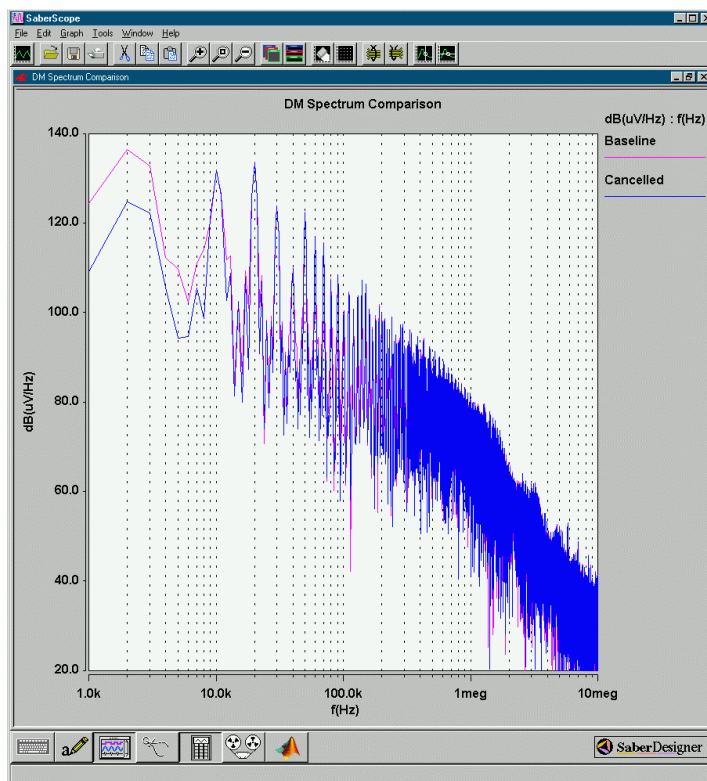 SaberScope
File Edit Graph Tools Window Help
DM Spectrum Comparison
DM Spectrum Comparison
dB(uV/Hz) : f(Hz)
Baseline
Cancelled
140.0
120.0
100.0
80.0
60.0
40.0
20.0
dB(uV/Hz)
1.0k 10.0k 100.0k 1meg 10meg
f(Hz)
a
SaberDesigner